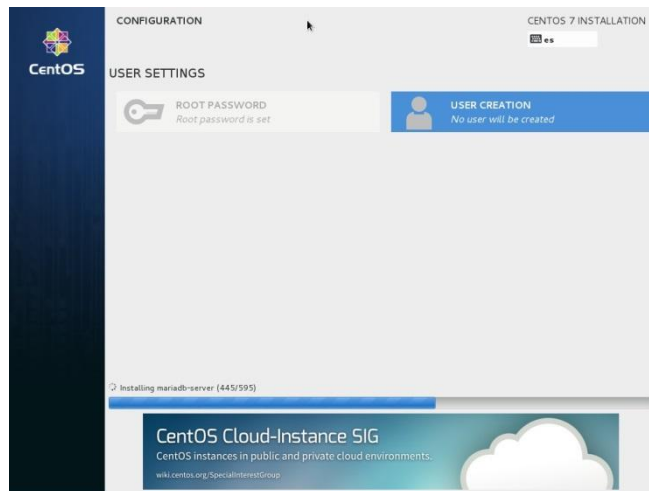 CONFIGURATION
CENTOS 7 INSTALLATION
es
CentOS
USER SETTINGS
ROOT PASSWORD
Root password is set
USER CREATION
No user will be created
Installing mariadb-server (445/595)
CentOS Cloud-Instance SIG
CentOS instances in public and private cloud environments.
wiki.centos.org/SpecialInterestGroup